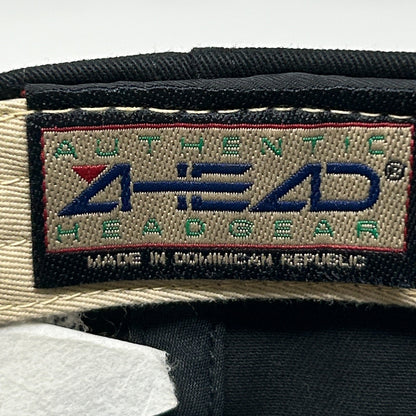 AUTHENTIC
AHEAD®
HEADGEAR
MADE IN DOMINICAN REPUBLIC